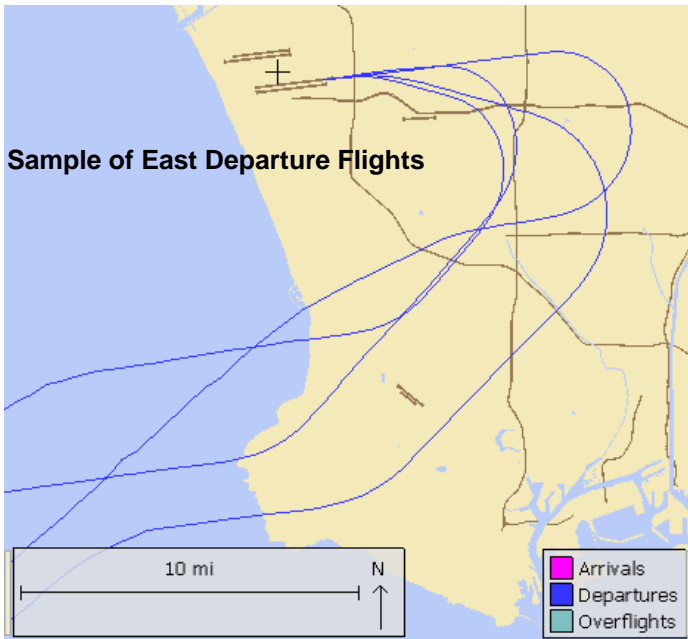 Sample of East Departure Flights
10 mi
N
Arrivals
Departures
Overflights